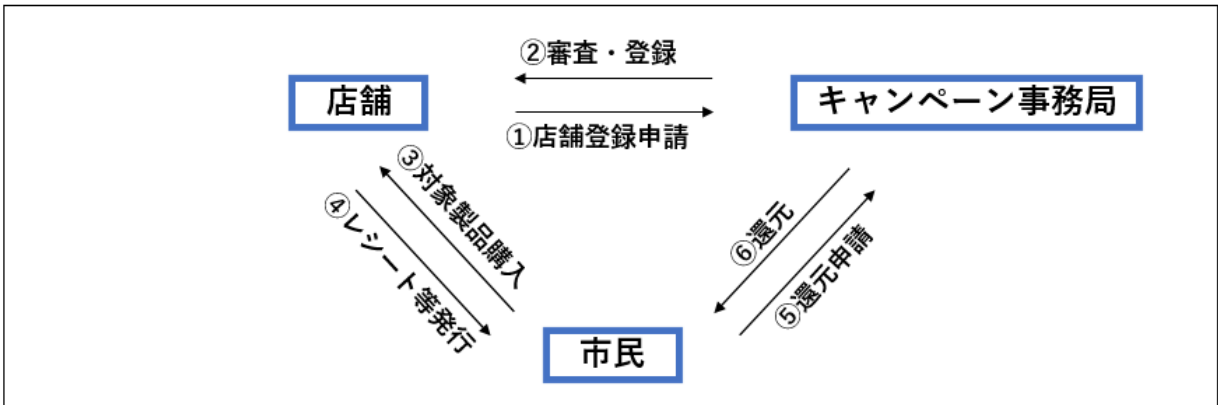 ②審査・登録
店舗
キャンペーン事務局
①店舗登録申請
③対象製品購入
④レシート等発行
⑥還元
⑤還元申請
市民